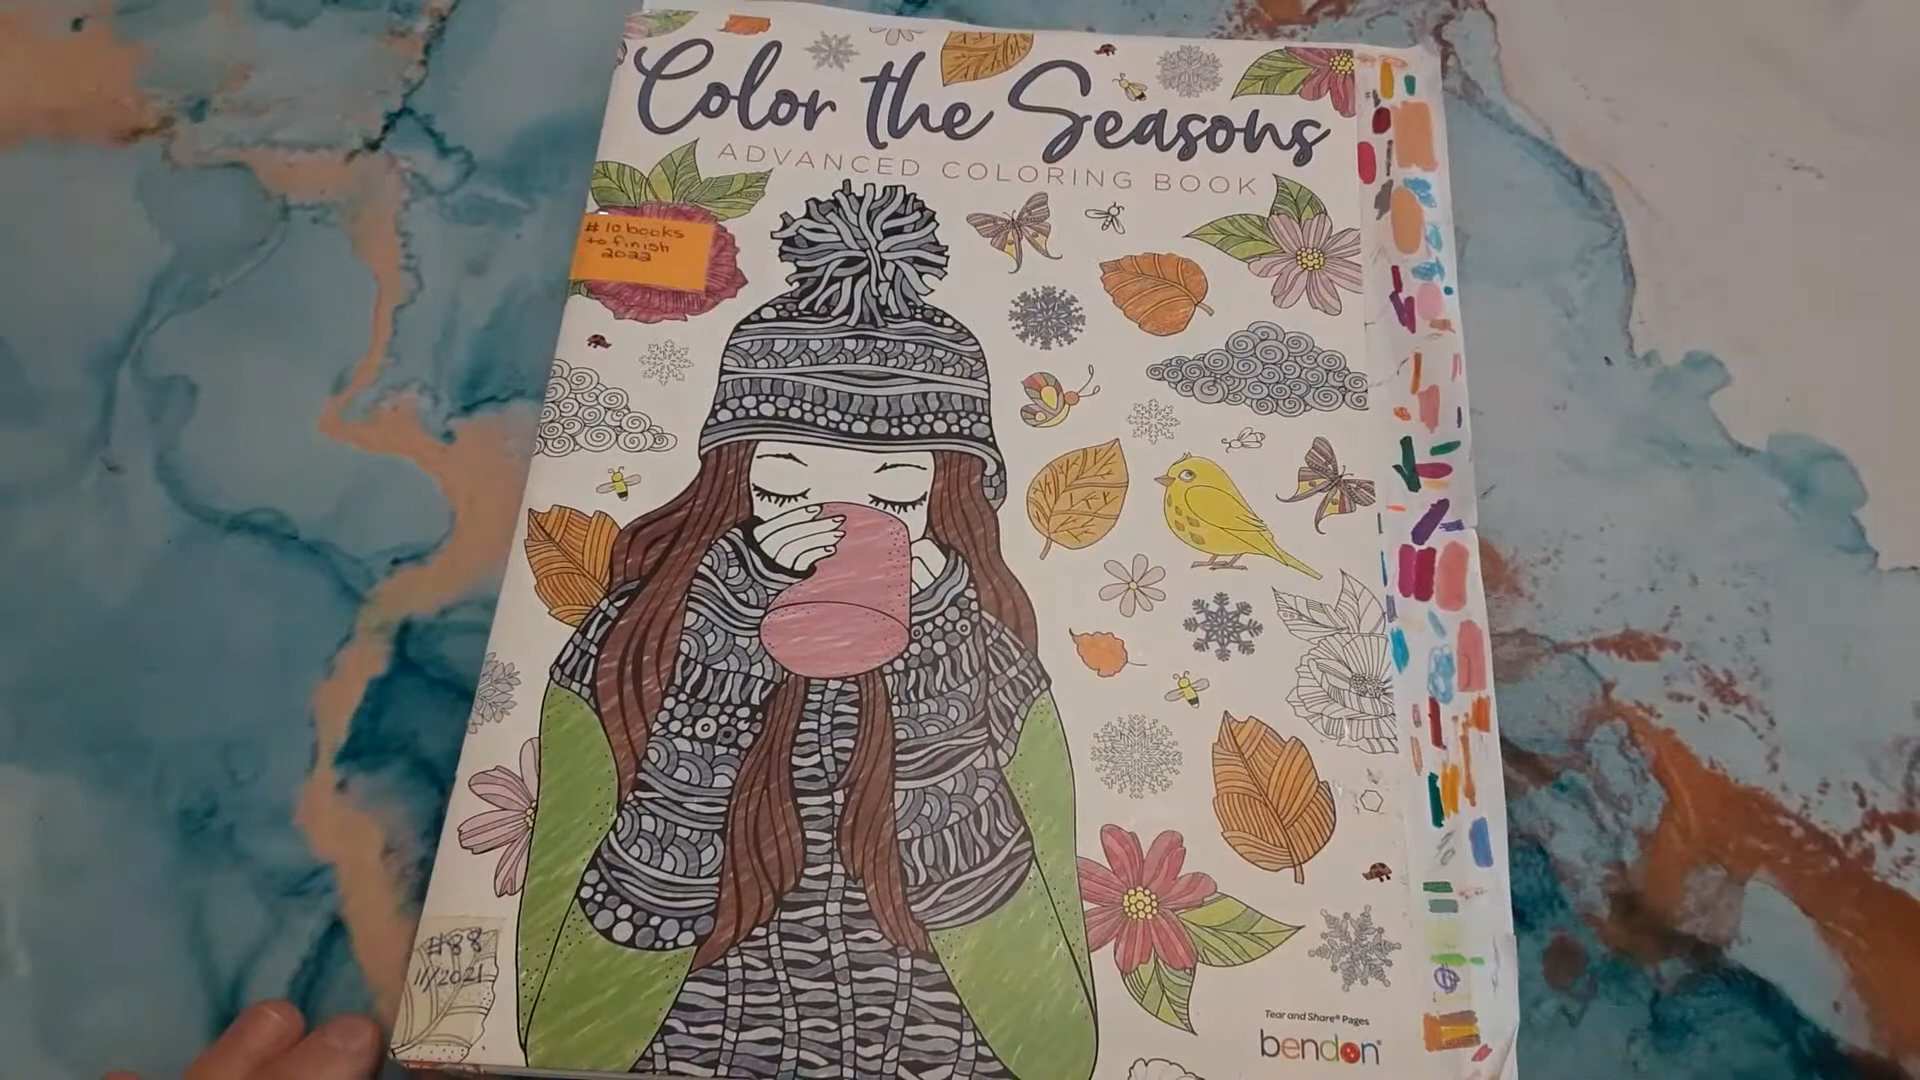 Color the Seasons
ADVANCED COLORING BOOK
#10 books
to finish
2022
#88
11/2021
Tear and Share® Pages
bendon®